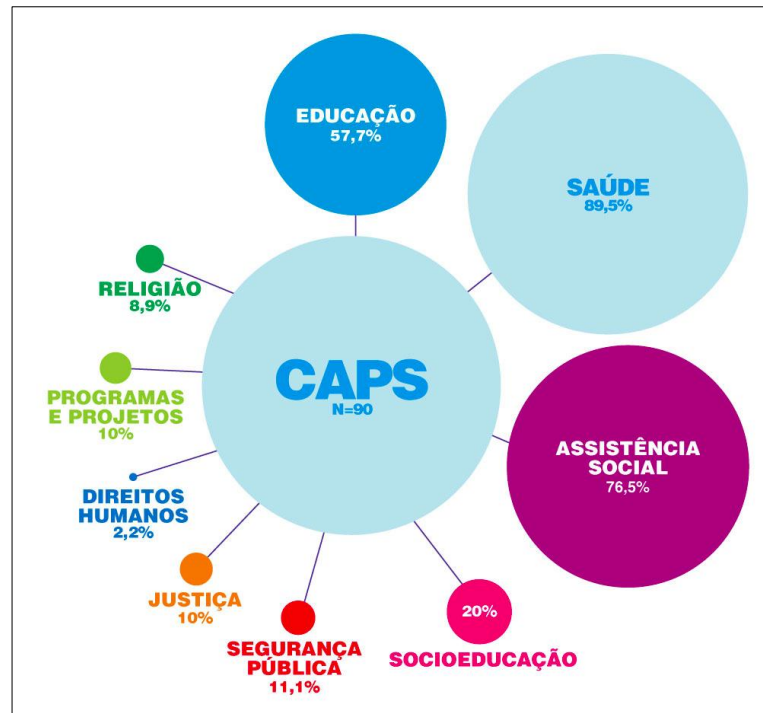 EDUCAÇÃO
57,7%
SAÚDE
89,5%
RELIGIÃO
8,9%
CAPS
N=90
PROGRAMAS
E PROJETOS
10%
ASSISTÊNCIA
SOCIAL
76,5%
DIREITOS
HUMANOS
2,2%
JUSTIÇA
10%
20%
SOCIOEDUCAÇÃO
SEGURANÇA
PÚBLICA
11,1%